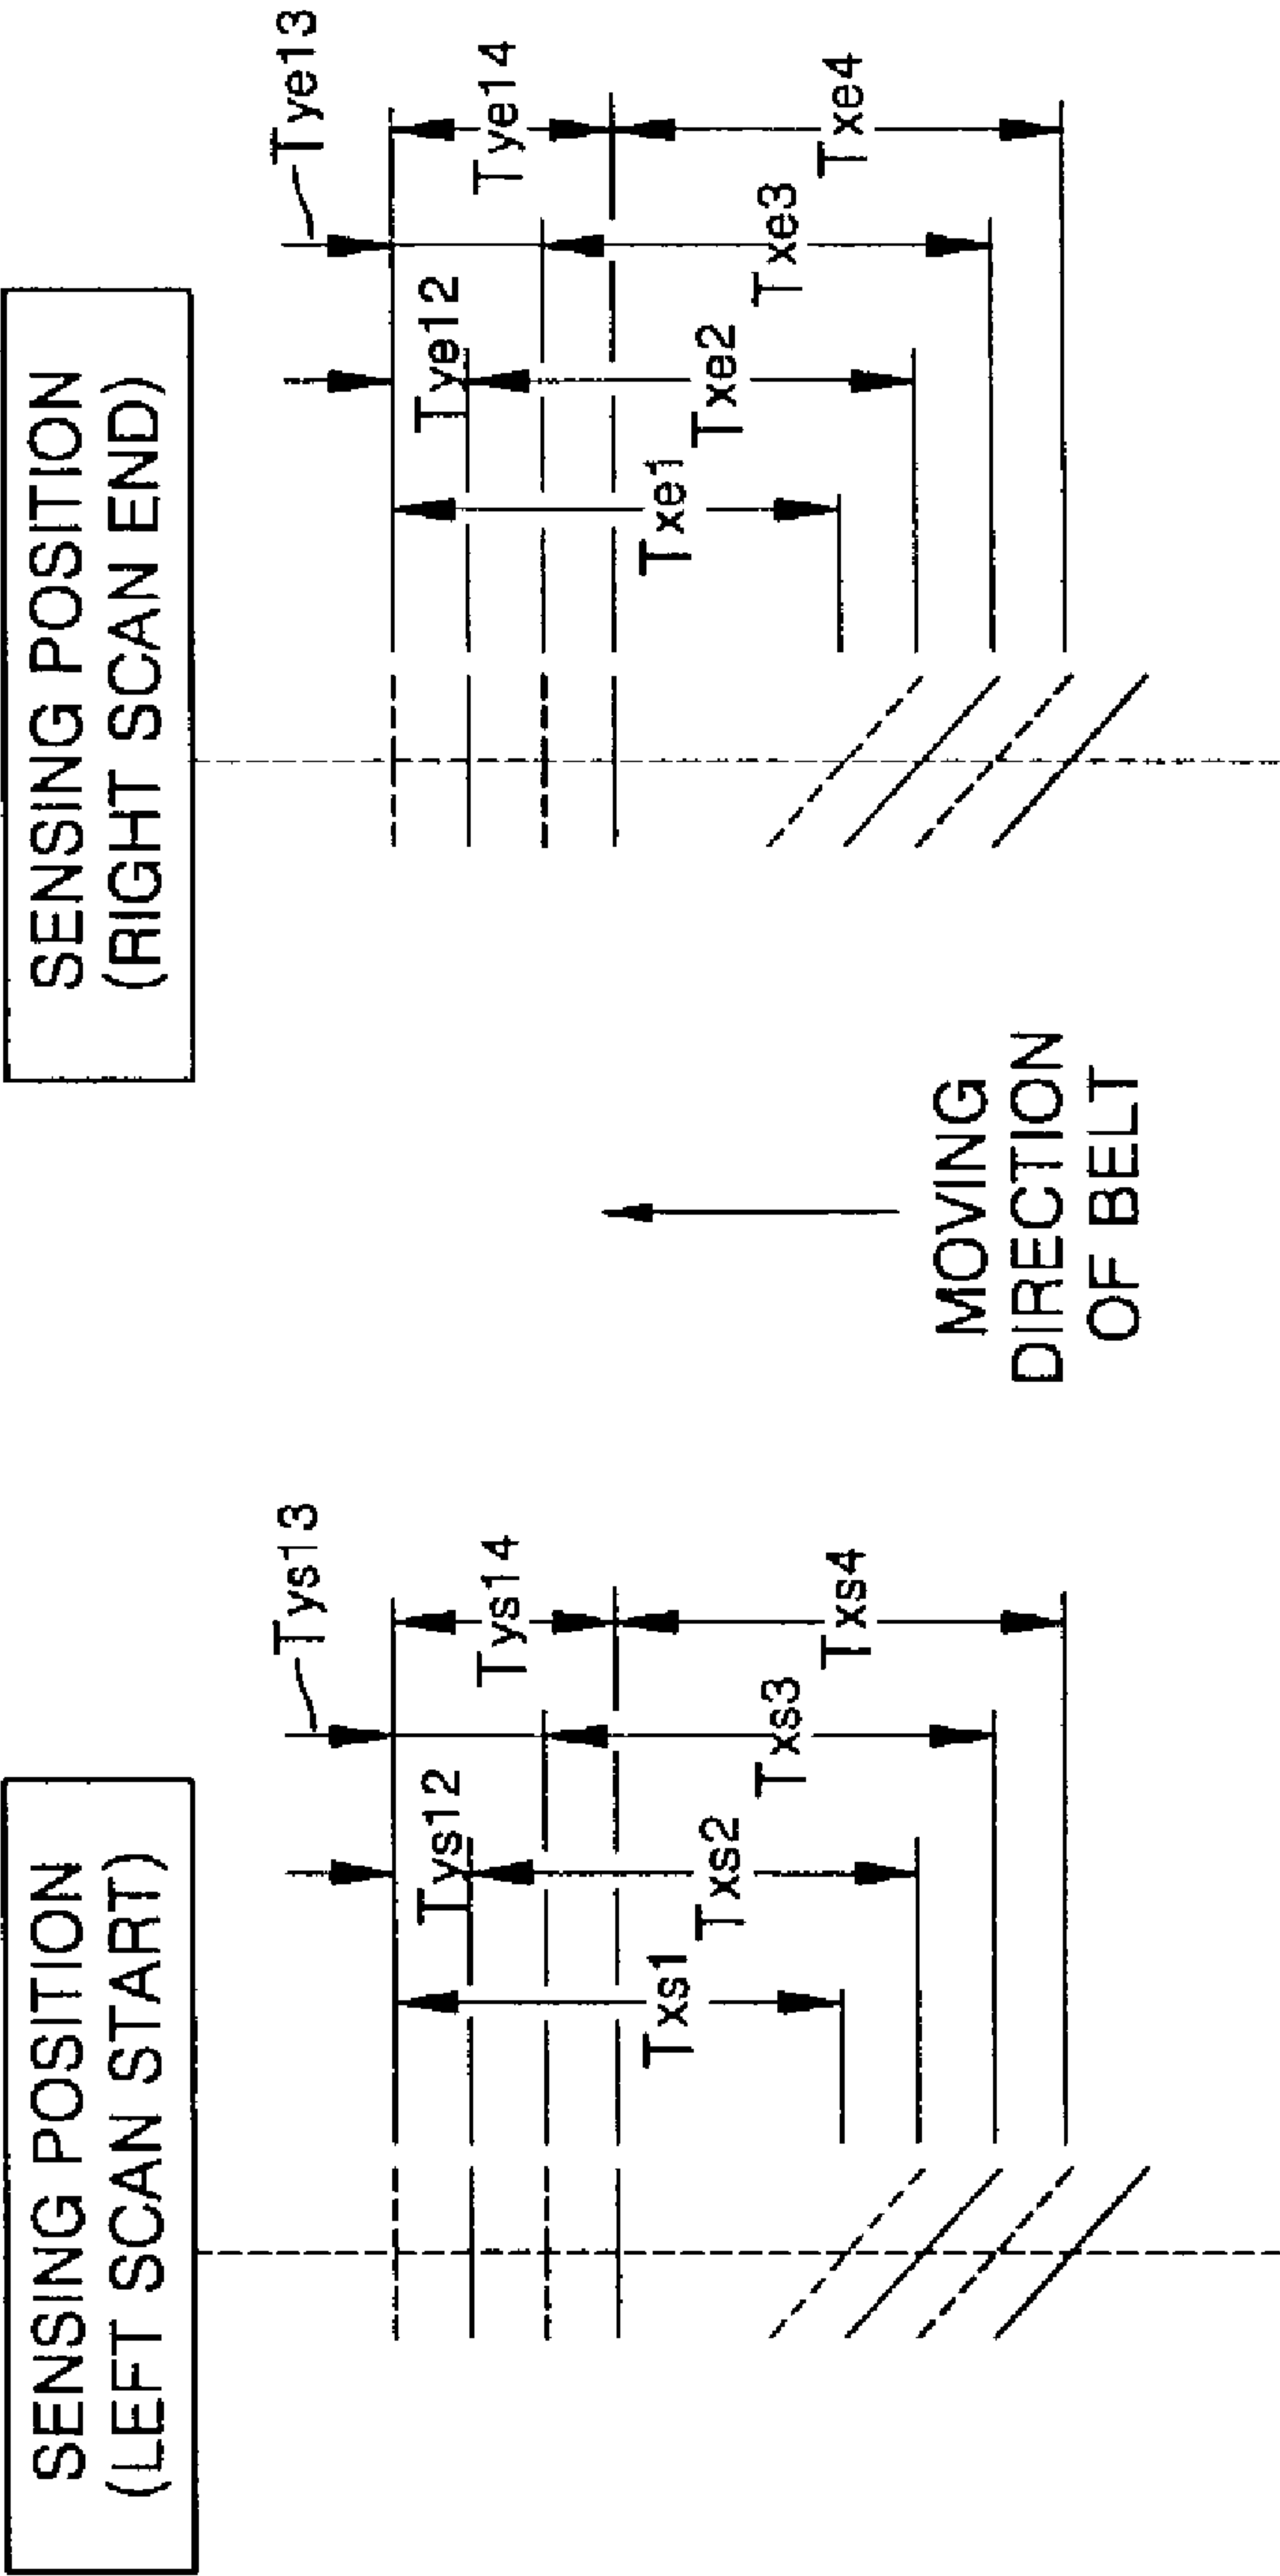 SENSING POSITION
(LEFT SCAN START)
Tys13
Tys12
Tys14
Txs1
Txs2
Txs3
Txs4
MOVING
DIRECTION
OF BELT
SENSING POSITION
(RIGHT SCAN END)
Tye13
Tye12
Tye14
Txe1
Txe2
Txe3
Txe4